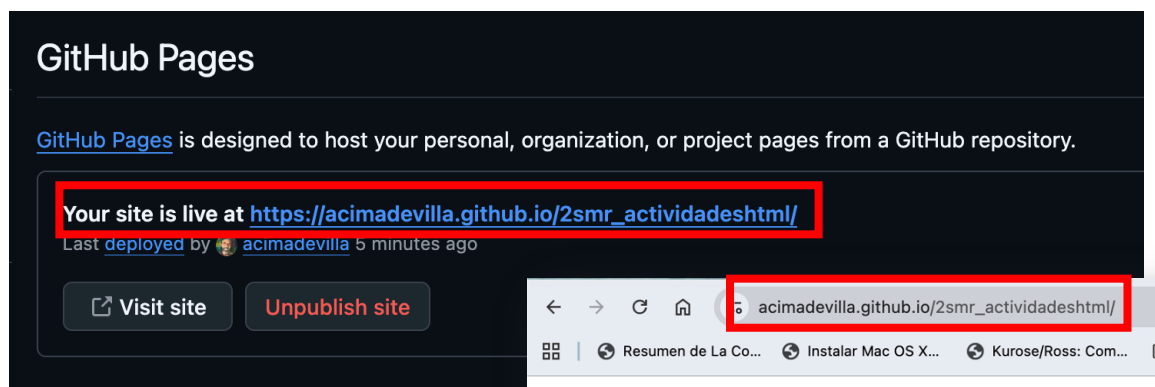 GitHub Pages
GitHub Pages is designed to host your personal, organization, or project pages from a GitHub repository.
Your site is live at https://acimadevilla.github.io/2smr_actividadeshtml/
Last deployed by acimadevilla 5 minutes ago
Visit site
Unpublish site
acimadevilla.github.io/2smr_actividadeshtml/
Resumen de La Co...
Instalar Mac OS X...
Kurose/Ross: Com...